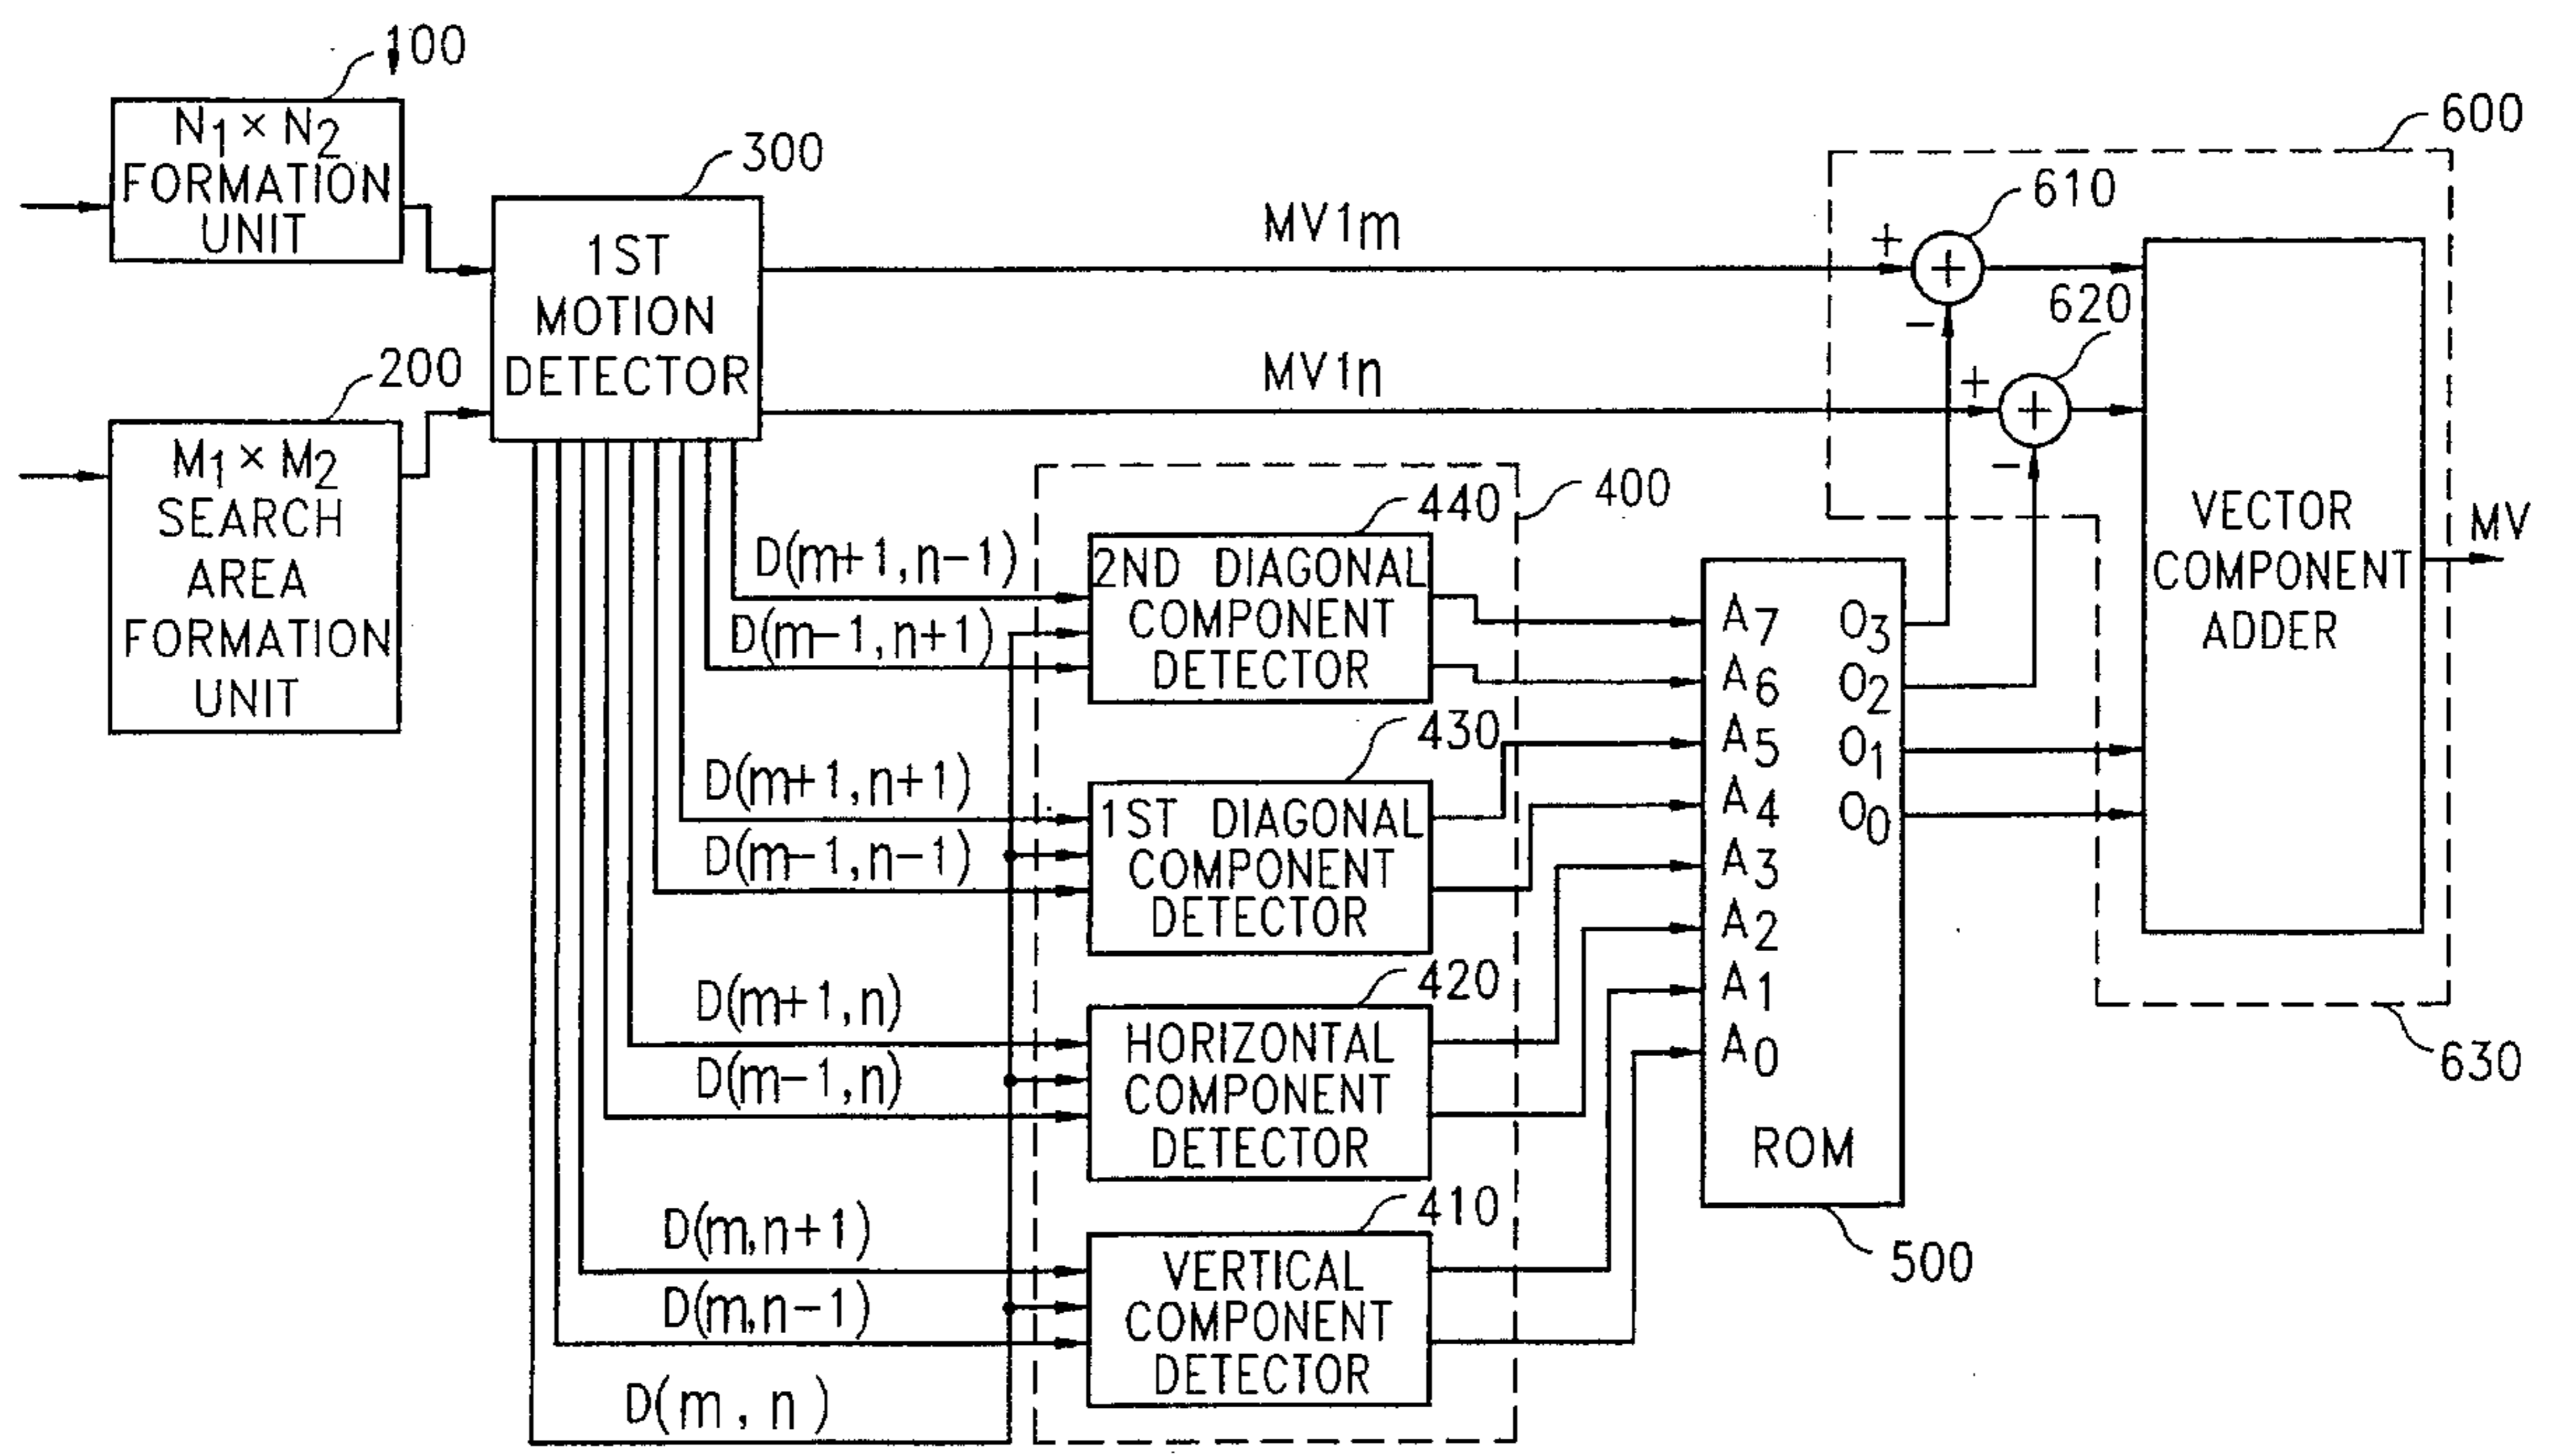 100
N1 × N2
FORMATION
UNIT
200
M1 × M2
SEARCH
AREA
FORMATION
UNIT
300
1ST
MOTION
DETECTOR
MV1m
MV1n
D(m+1,n-1)
D(m-1,n+1)
D(m+1,n+1)
D(m-1,n-1)
D(m+1,n)
D(m-1,n)
D(m,n+1)
D(m,n-1)
D(m,n)
400
440
2ND DIAGONAL
COMPONENT
DETECTOR
430
1ST DIAGONAL
COMPONENT
DETECTOR
420
HORIZONTAL
COMPONENT
DETECTOR
410
VERTICAL
COMPONENT
DETECTOR
A7 O3
A6 O2
A5 O1
A4 O0
A3
A2
A1
A0
ROM
500
600
610
+
+
−
620
+
+
−
VECTOR
COMPONENT
ADDER
MV
630